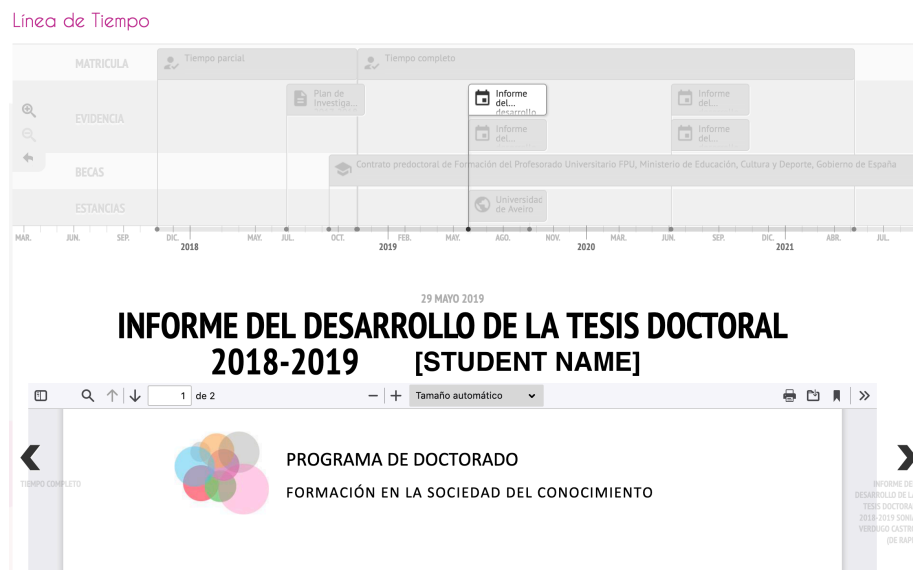 Línea de Tiempo
MATRICULA
Tiempo parcial
Tiempo completo
EVIDENCIA
Plan de
Investiga...
Informe
del...
desarrollo
Informe
del...
Informe
del...
Informe
del...
BECAS
Contrato predoctoral de Formación del Profesorado Universitario FPU, Ministerio de Educación, Cultura y Deporte, Gobierno de España
ESTANCIAS
Universidad
de Aveiro
MAR. JUN. SEP. DIC. MAY. JUL. OCT. FEB. MAY. AGO. NOV. MAR. JUN. SEP. DIC. ABR. JUL.
2018 2019 2020 2021
29 MAYO 2019
INFORME DEL DESARROLLO DE LA TESIS DOCTORAL
2018-2019 [STUDENT NAME]
1 de 2
Tamaño automático
PROGRAMA DE DOCTORADO
FORMACIÓN EN LA SOCIEDAD DEL CONOCIMIENTO
TIEMPO COMPLETO
INFORME DE
DESARROLLO DE LA
TESIS DOCTORA
2018-2019 SONIA
VERDUGO CASTRO
(DE RAP